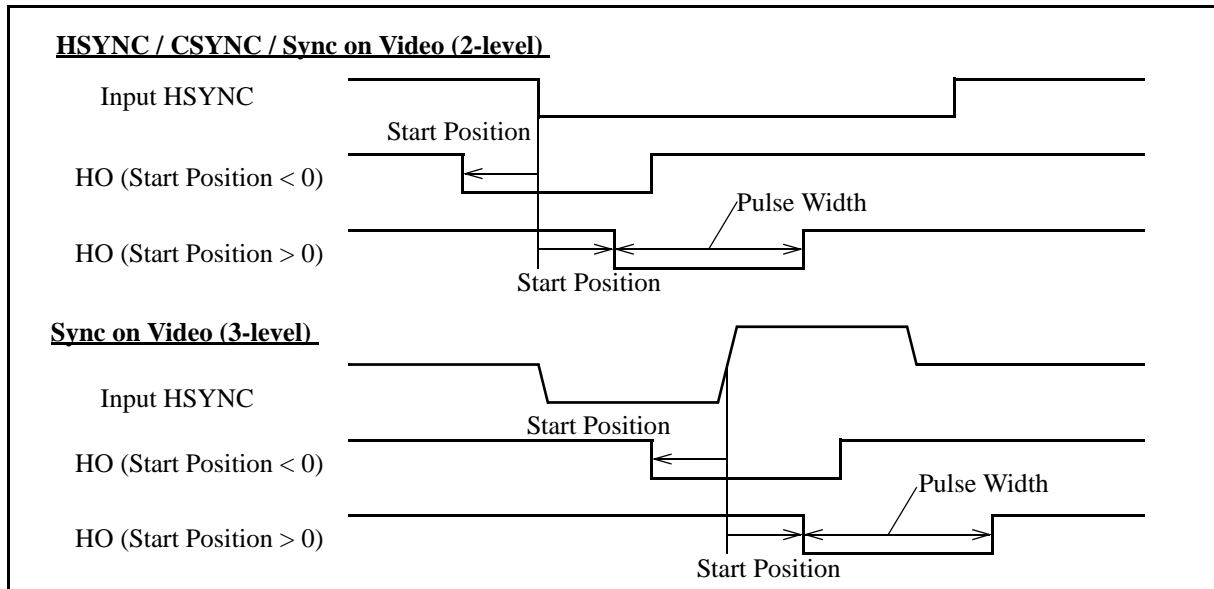 HSYNC / CSYNC / Sync on Video (2-level)
Input HSYNC
Start Position
HO (Start Position < 0)
Pulse Width
HO (Start Position > 0)
Start Position
Sync on Video (3-level)
Input HSYNC
Start Position
HO (Start Position < 0)
Pulse Width
HO (Start Position > 0)
Start Position